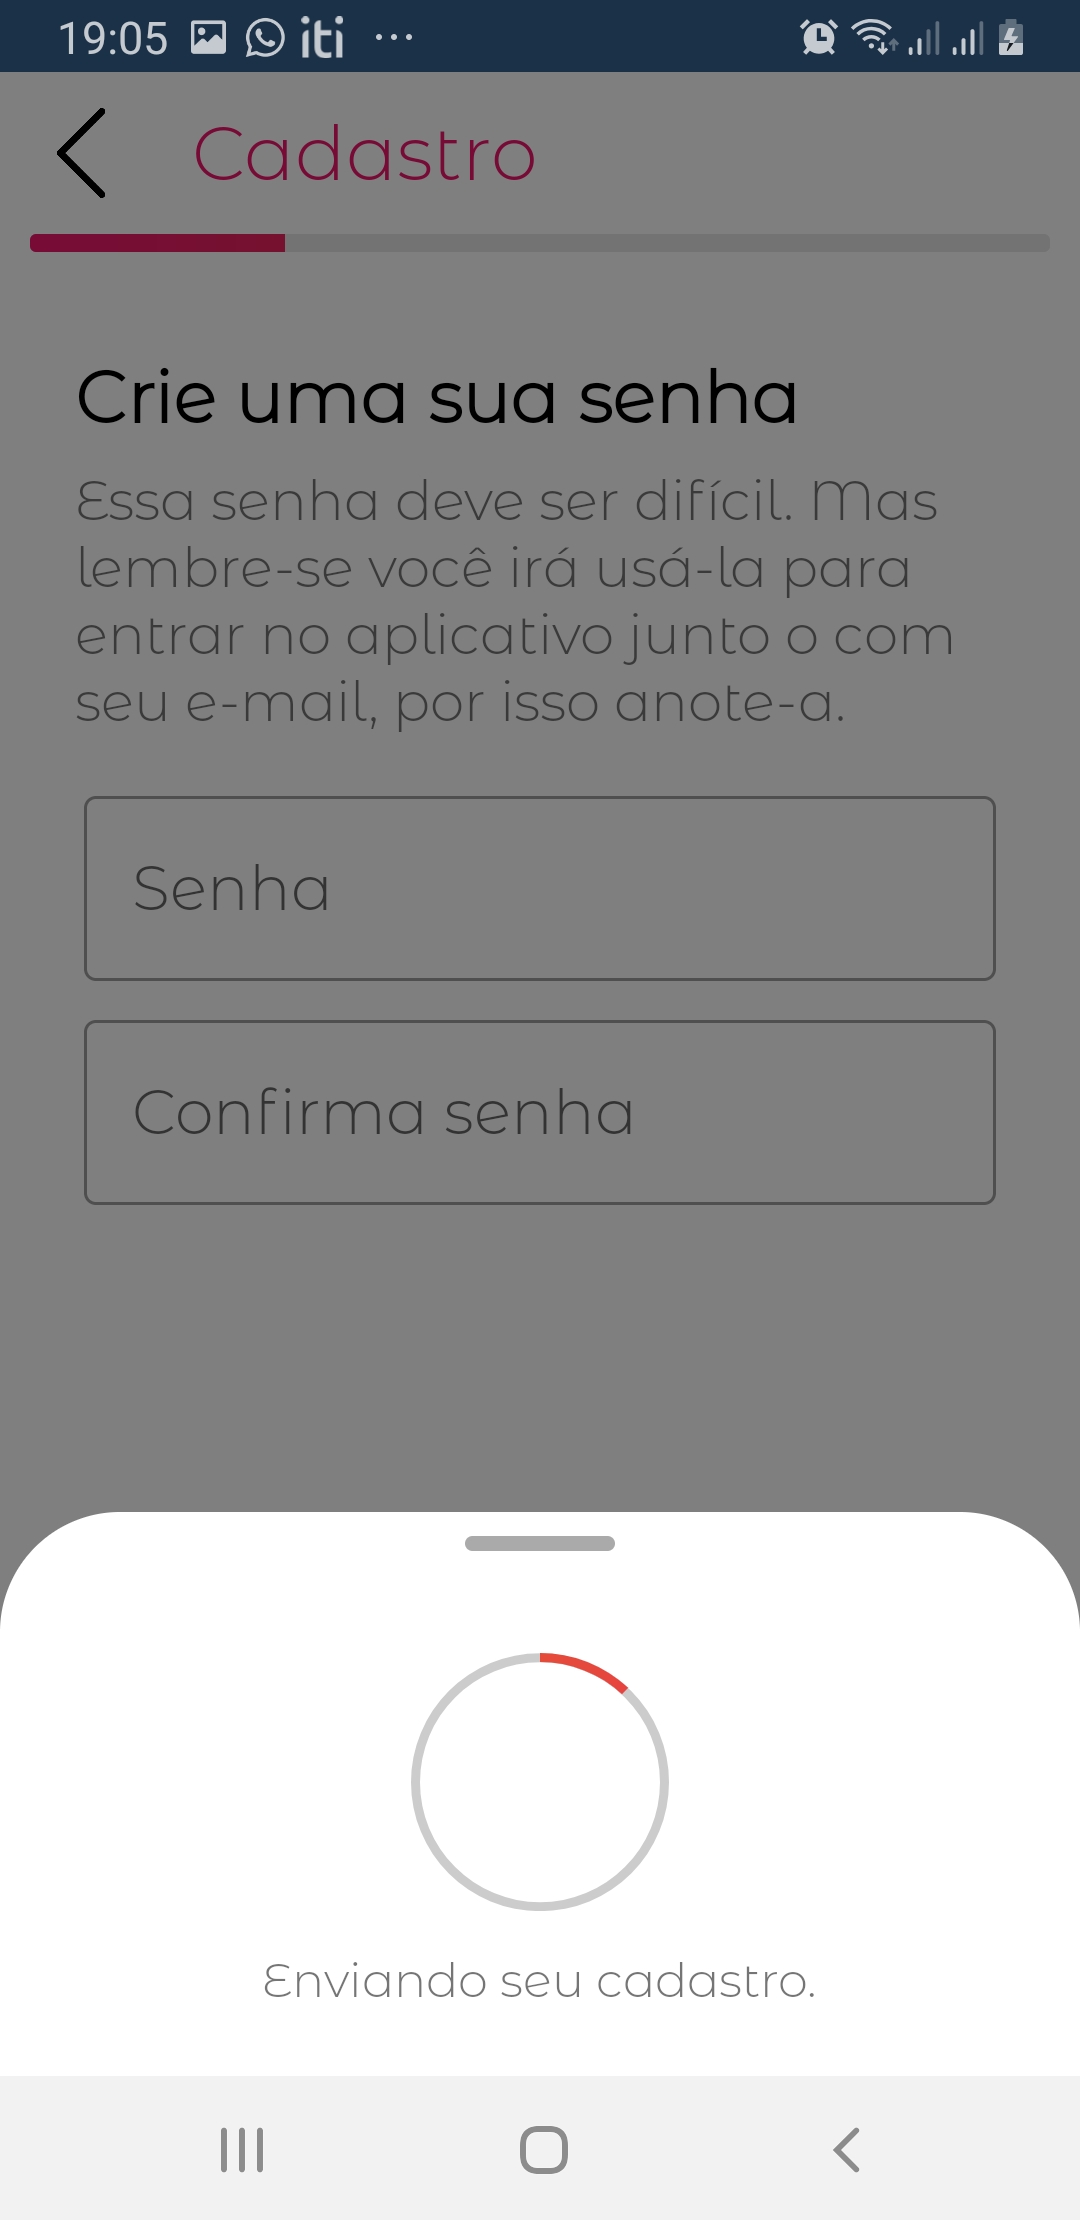 19:05 iti ...
Cadastro
Crie uma sua senha
Essa senha deve ser difícil. Mas
lembre-se você irá usá-la para
entrar no aplicativo junto o com
seu e-mail, por isso anote-a.
Senha
Confirma senha
Enviando seu cadastro.